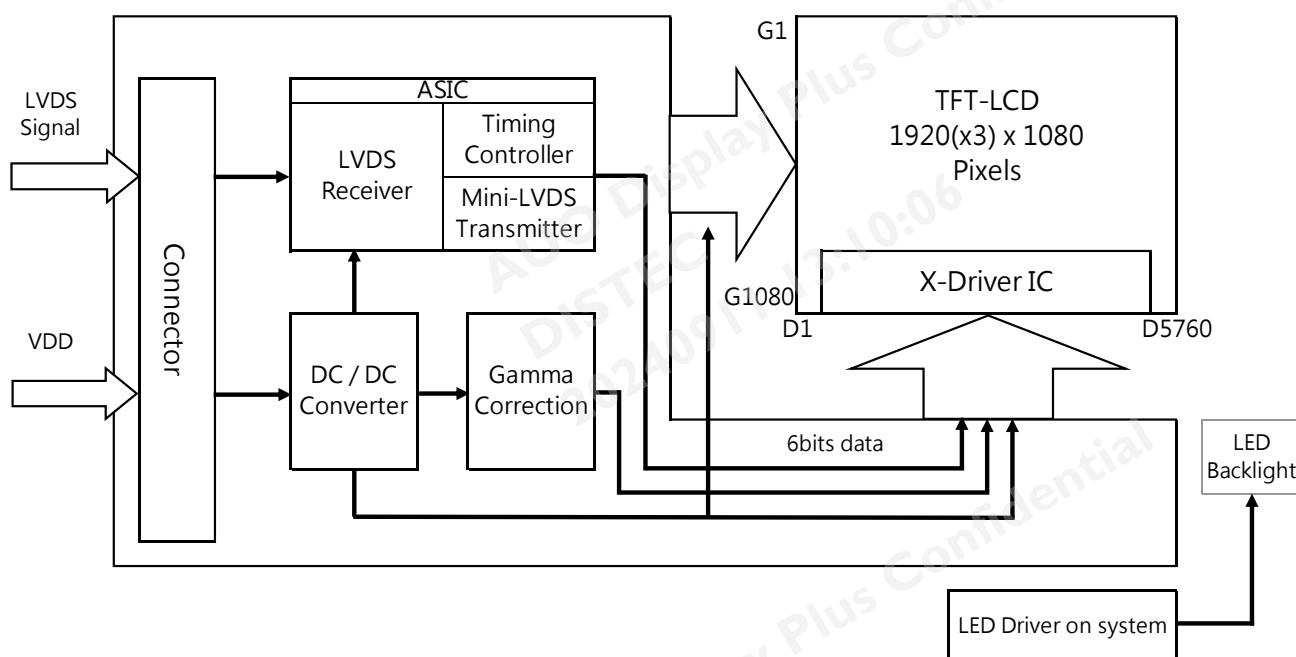 LVDS
Signal
VDD
Connector
ASIC
LVDS
Receiver
Timing
Controller
Mini-LVDS
Transmitter
DC / DC
Converter
Gamma
Correction
G1
TFT-LCD
1920(x3) x 1080
Pixels
G1080
X-Driver IC
D1
D5760
6bits data
LED
Backlight
LED Driver on system
AUO Display Plus Conf
DISTEC
y Plus Confidential